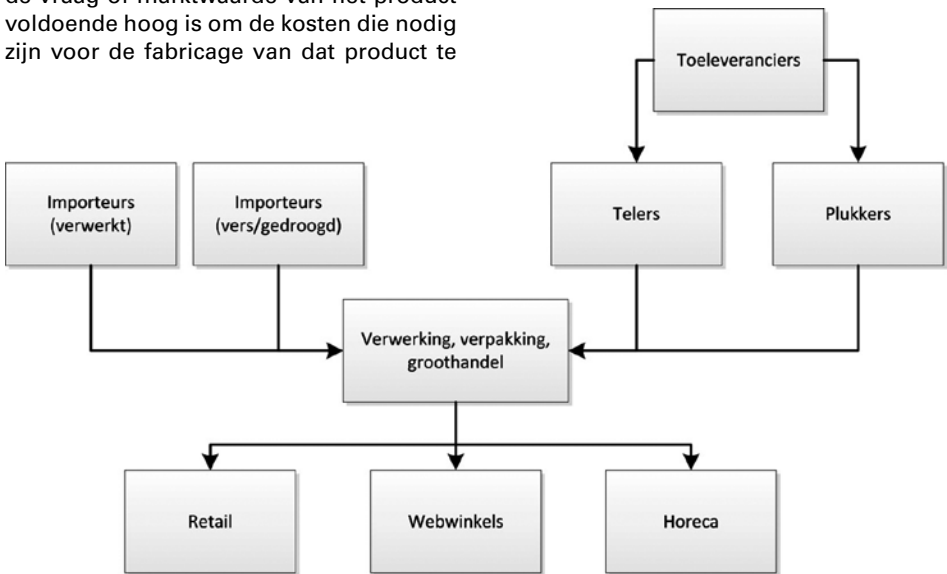 de vraag of marktwaarde van het product
voldoende hoog is om de kosten die nodig
zijn voor de fabricage van dat product te
Toeleveranciers
Importeurs
(verwerkt)
Importeurs
(vers/gedroogd)
Telers
Plukkers
Verwerking, verpakking,
groothandel
Retail
Webwinkels
Horeca